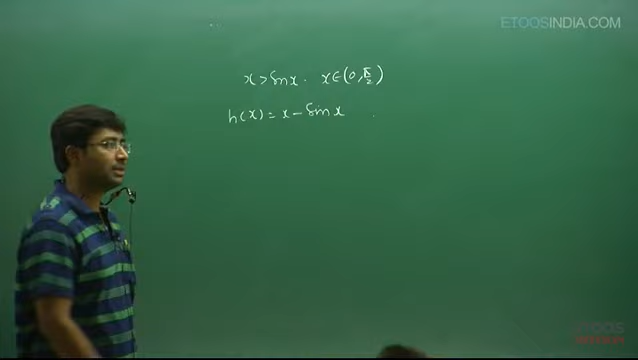 ETOOSINDIA.COM
x > sin x . x ∈ (0, π/2)
h(x) = x - sin x